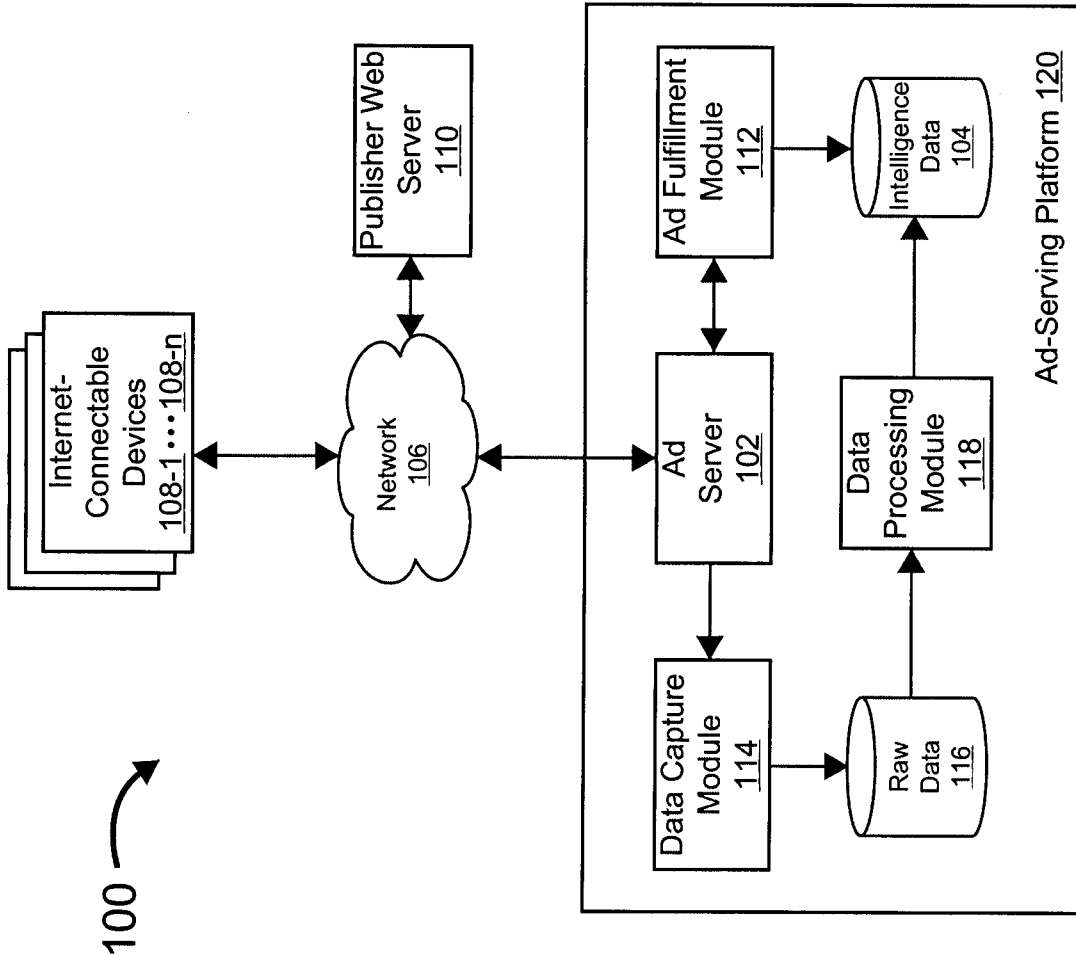 100
Internet-
Connectable
Devices
108-1 ••• 108-n
Network
106
Publisher Web
Server
110
Data Capture
Module
114
Ad
Server
102
Ad Fulfillment
Module
112
Raw
Data
116
Data
Processing
Module
118
Intelligence
Data
104
Ad-Serving Platform 120